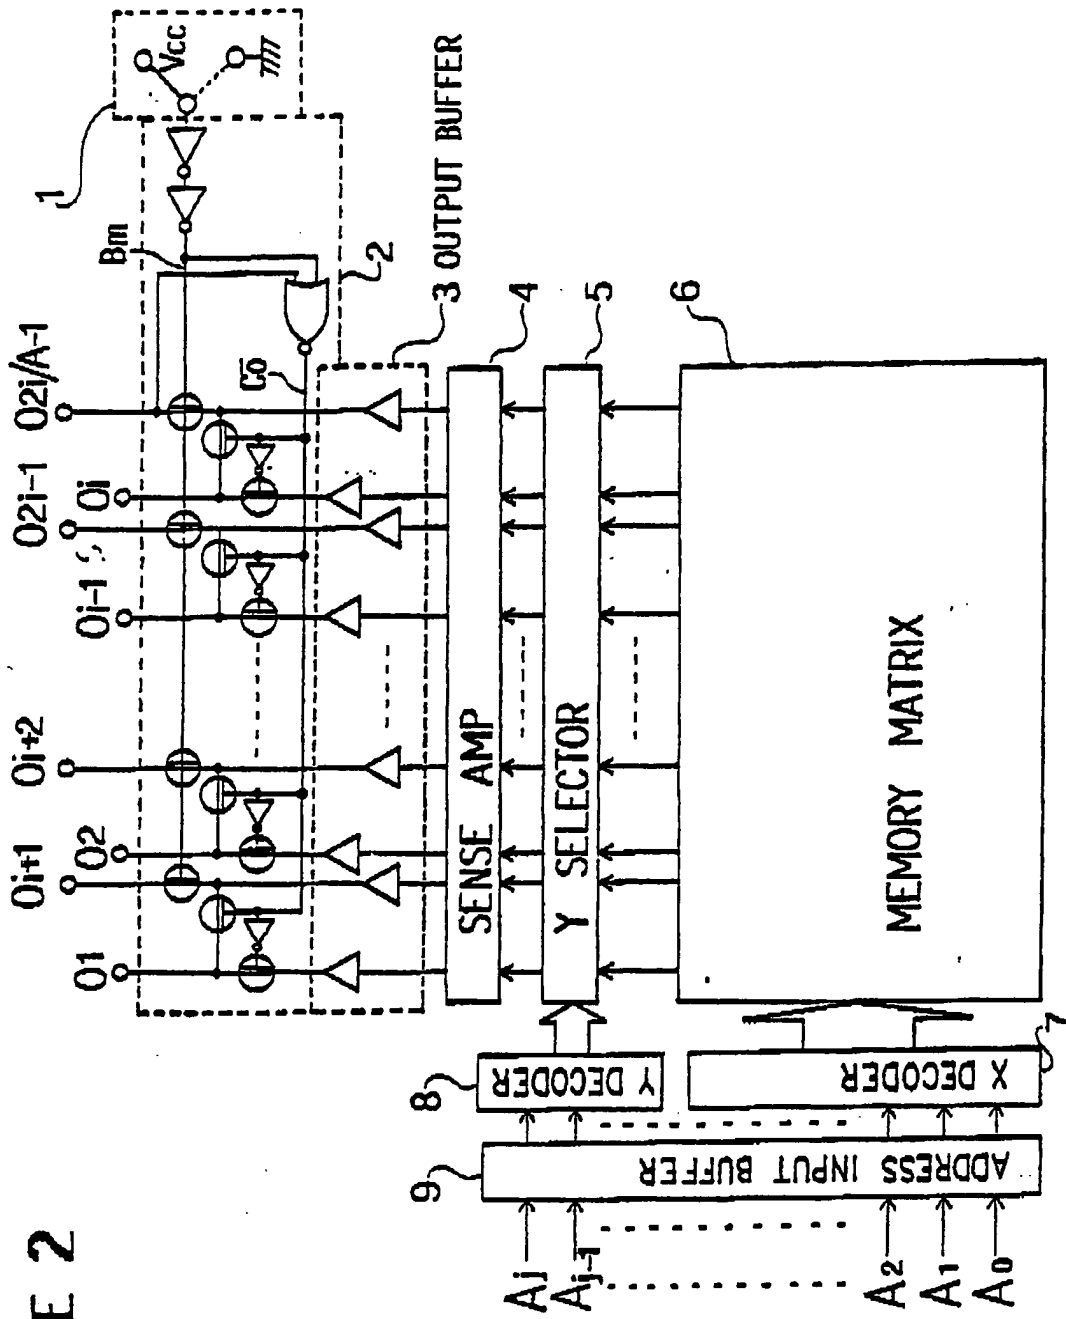 E 2
1
Vcc
Bm
2
C̅o̅
O1
Oi+1
O2
Oi+2
Oi-1
O2i-1
Oi
O2i/A-1
3 OUTPUT BUFFER
4
SENSE AMP
5
Y SELECTOR
6
MEMORY MATRIX
7
X DECODER
8
Y DECODER
9
ADDRESS INPUT BUFFER
Aj
Aj-1
A2
A1
A0